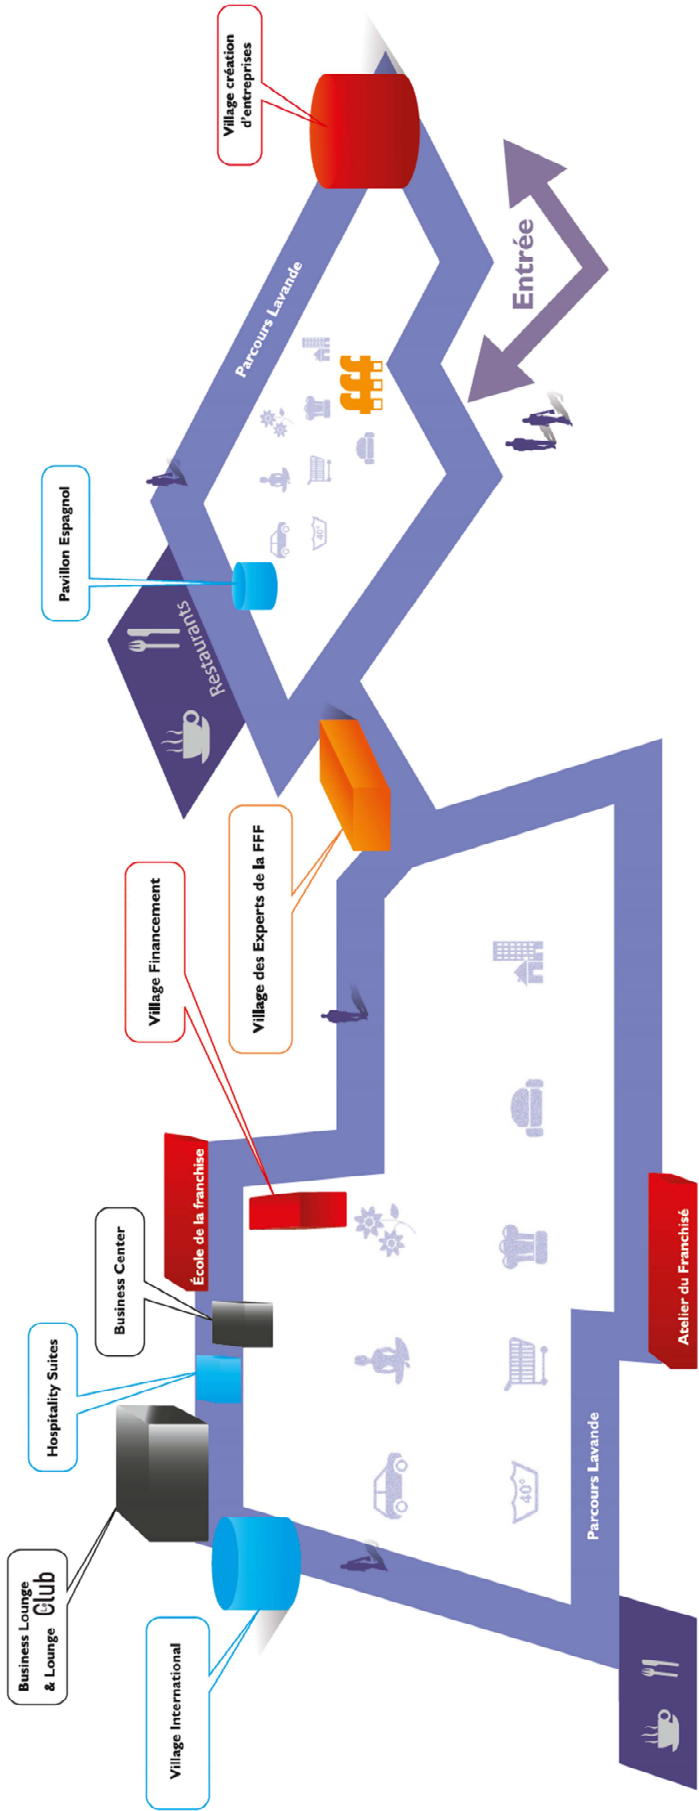 Business Lounge
& Lounge Club
Hospitality Suites
Business Center
École de la franchise
Village International
Village Financement
Village des Experts de la FFF
Pavillon Espagnol
Restaurants
Village création
d'entreprises
Parcours Lavande
fff
Entrée
40°
40°
Parcours Lavande
Atelier du Franchisé